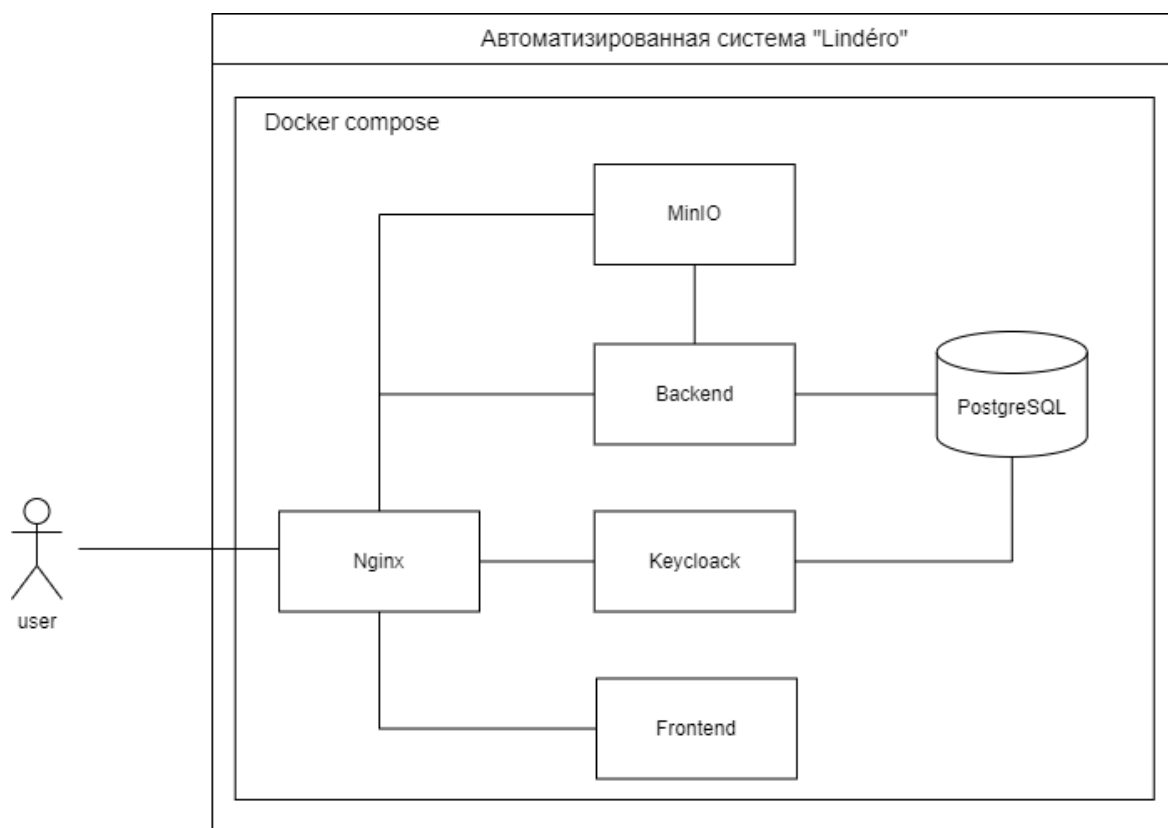 Автоматизированная система "Lindéro"
Docker compose
MinIO
Backend
PostgreSQL
Nginx
Keycloack
user
Frontend